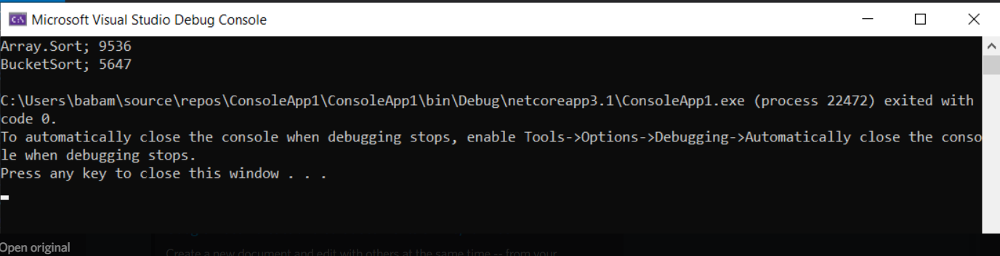 Microsoft Visual Studio Debug Console
Array.Sort; 9536
BucketSort; 5647
C:\Users\babam\source\repos\ConsoleApp1\ConsoleApp1\bin\Debug\netcoreapp3.1\ConsoleApp1.exe (process 22472) exited with
code 0.
To automatically close the console when debugging stops, enable Tools->Options->Debugging->Automatically close the conso
le when debugging stops.
Press any key to close this window . . .
Open original
Create a new document and edit with others at the same time -- from your